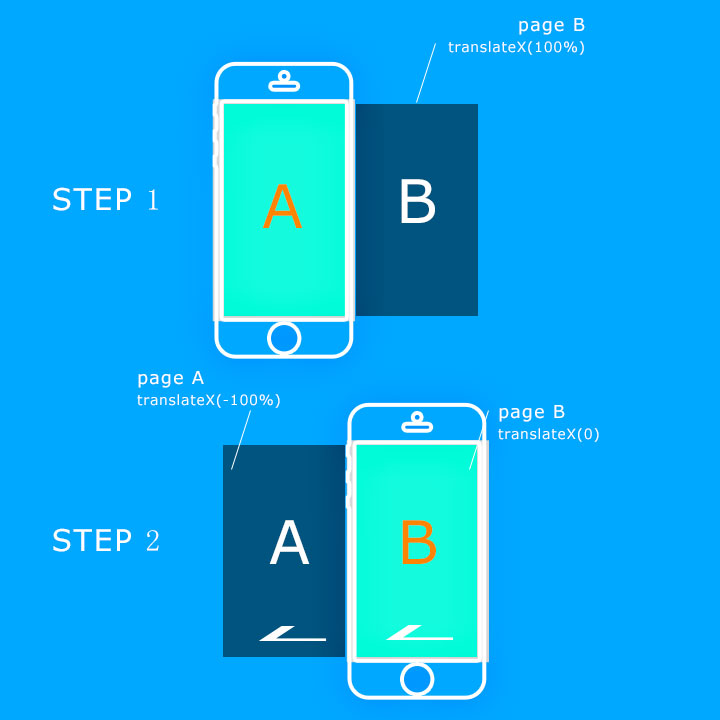 page B
translateX(100%)
STEP 1
A
B
page A
translateX(-100%)
page B
translateX(0)
STEP 2
A
B